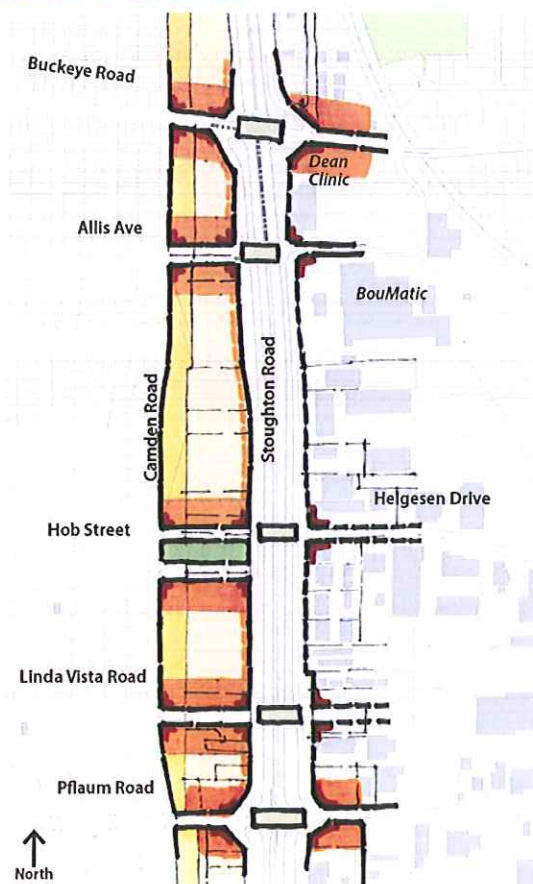 Buckeye Road
Dean
Clinic
Allis Ave
BouMatic
Camden Road
Stoughton Road
Helgesen Drive
Hob Street
Linda Vista Road
Pflaum Road
North